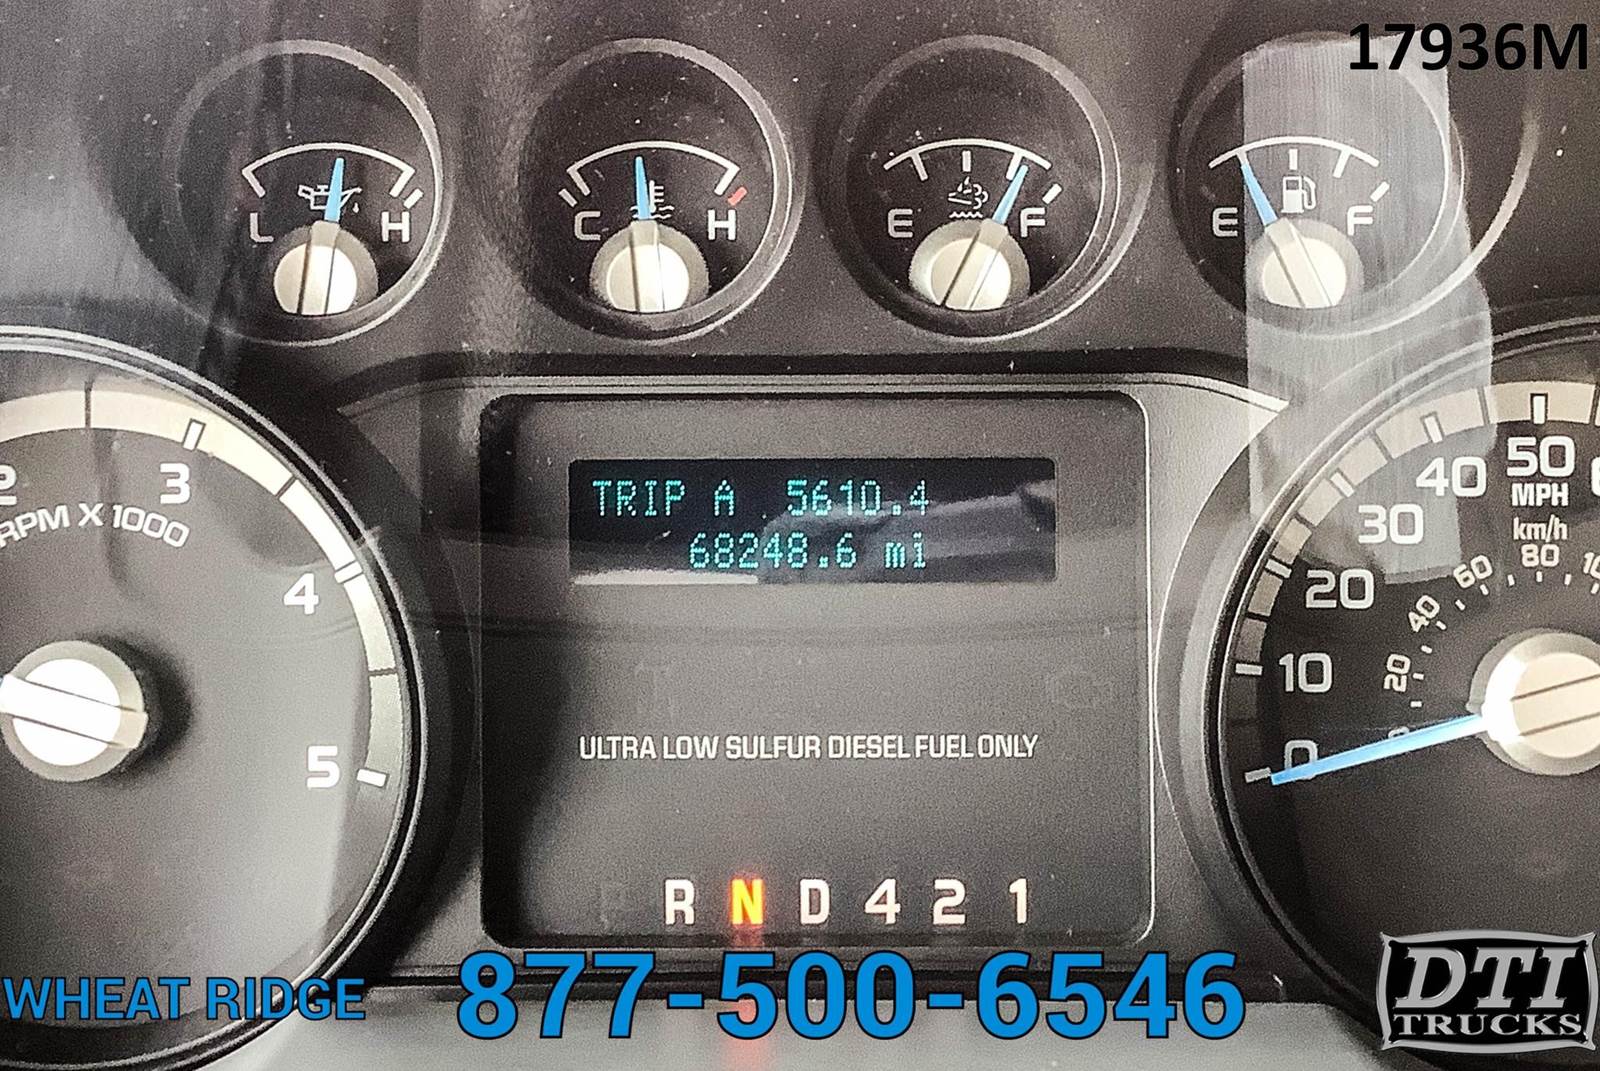 17936M
L H
C H
E F
E F
2 3 4 5
RPM X 1000
TRIP A 5610.4
68248.6 mi
0 10 20 30 40 50
MPH
km/h
20 40 60 80
ULTRA LOW SULFUR DIESEL FUEL ONLY
R N D 4 2 1
WHEAT RIDGE 877-500-6546
DTI
TRUCKS